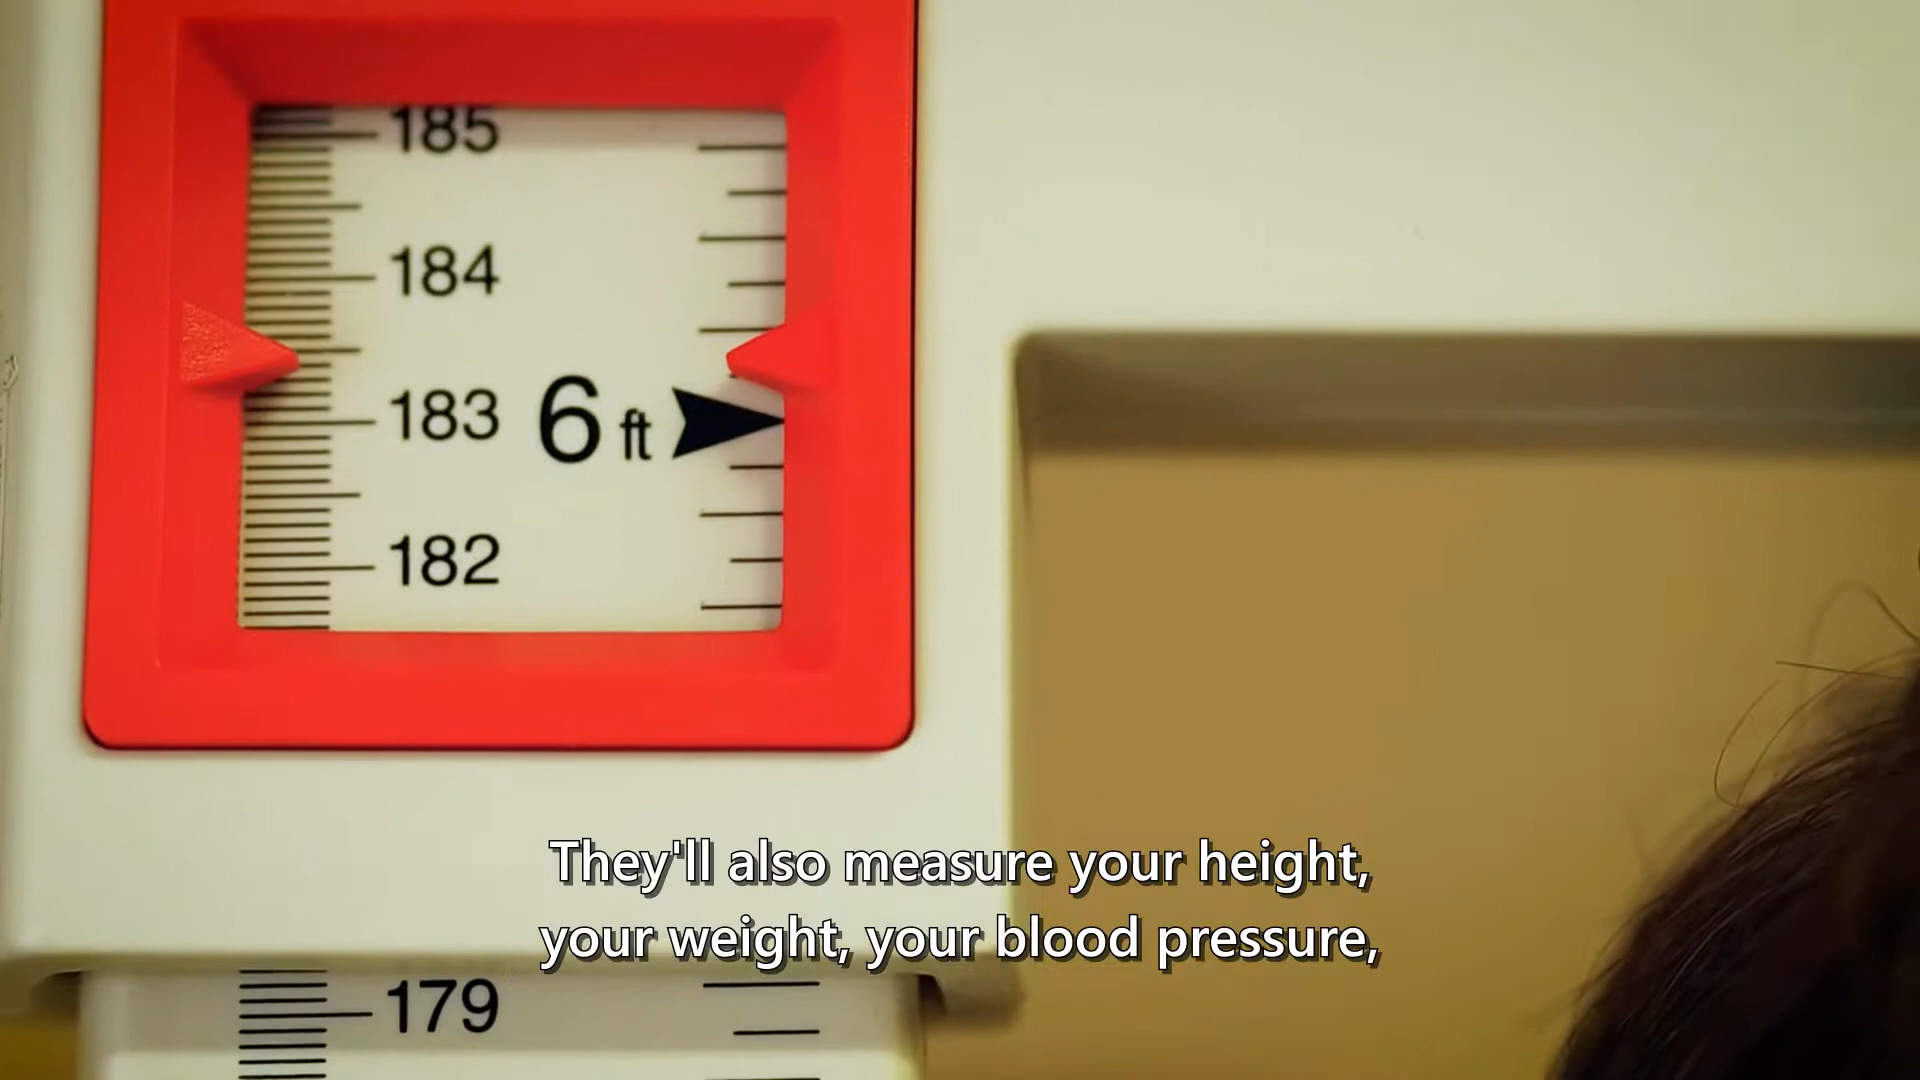 185
184
183 6 ft
182
They'll also measure your height,
your weight, your blood pressure,
179